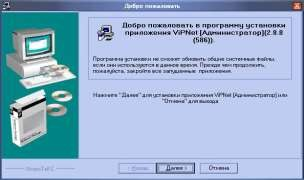 Добро пожаловать
Добро пожаловать в программу установки
приложения ViPNet [Администратор](2.8.8
(586)).
Программа установки не сможет обновить общие системные файлы,
если они используются в данное время. Прежде чем продолжить,
пожалуйста, закройте все запущенные приложения.
Нажмите "Далее" для установки приложения ViPNet [Администратор] или
"Отмена" для выхода
ИнфоТеКС
< Назад
Далее >
Отмена